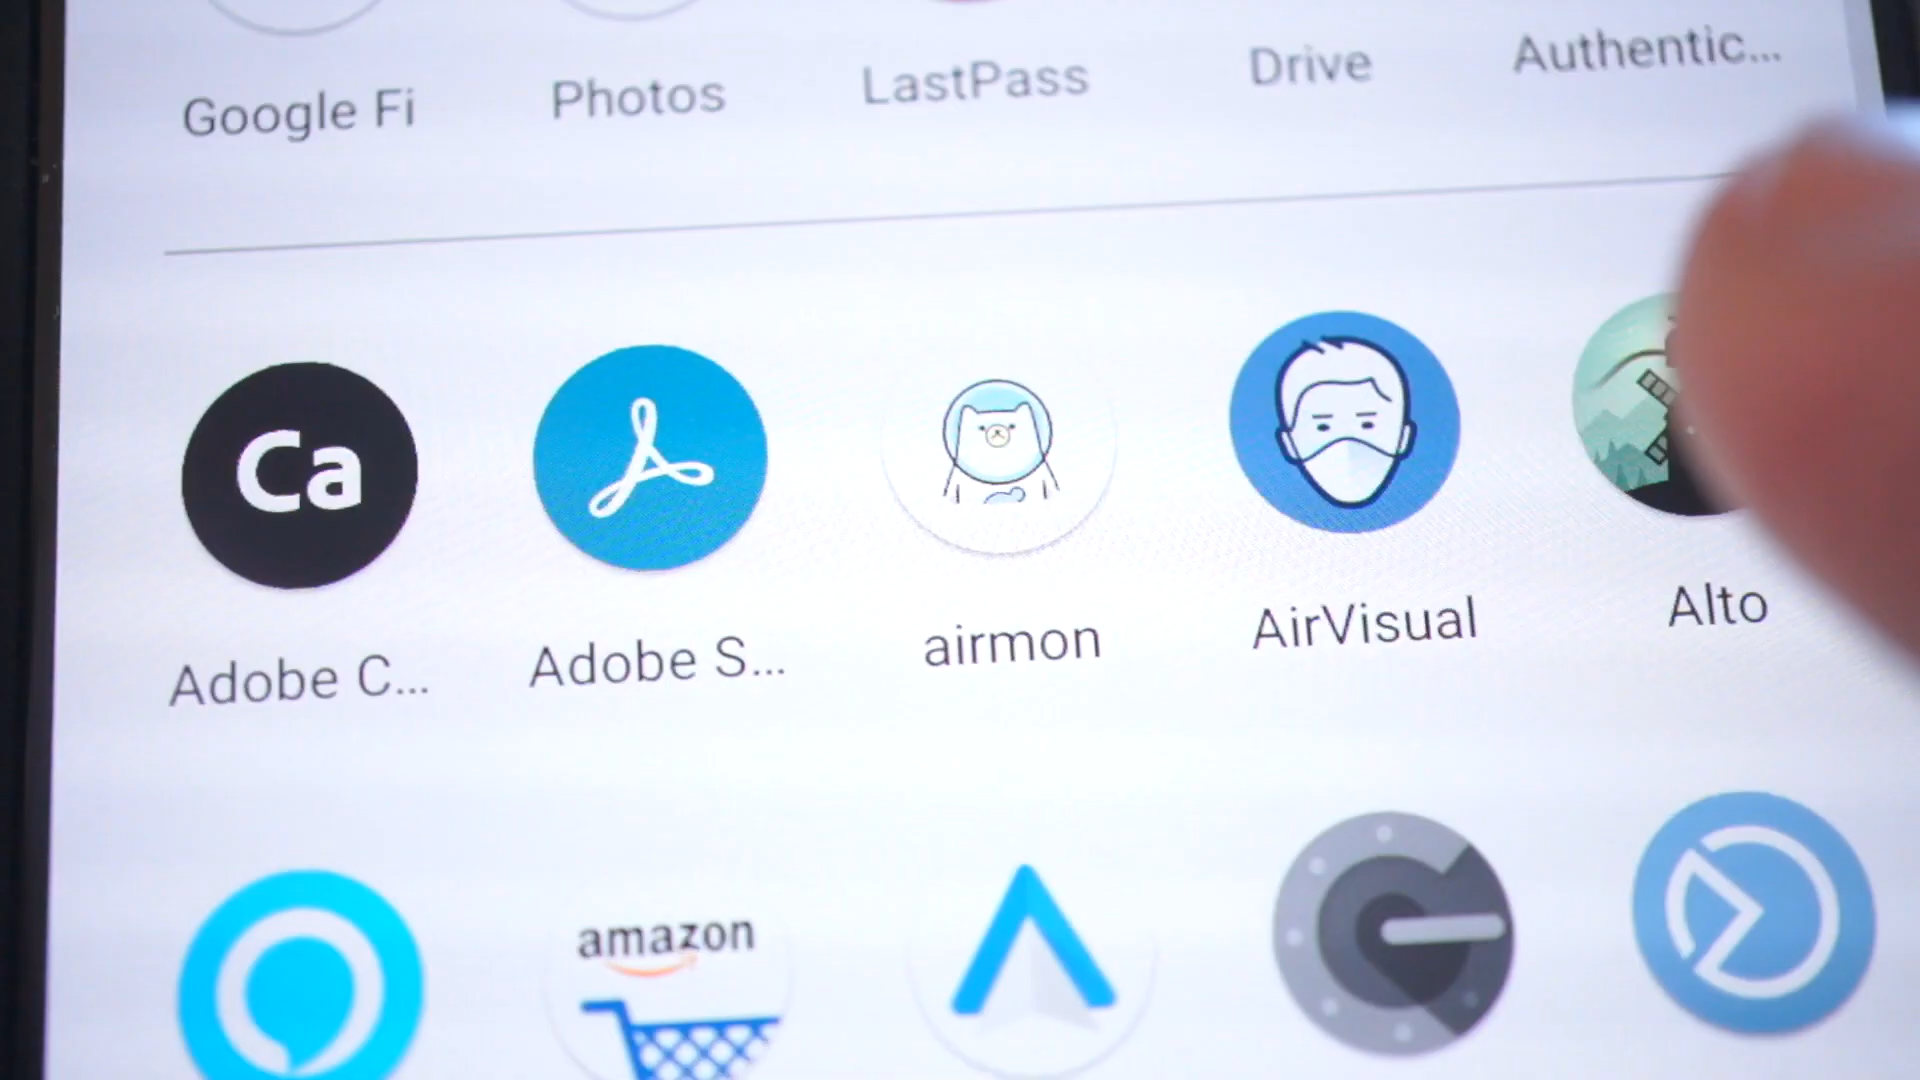 Google Fi
Photos
LastPass
Drive
Authentic...
Ca
Adobe C...
Adobe S...
airmon
AirVisual
Alto
amazon